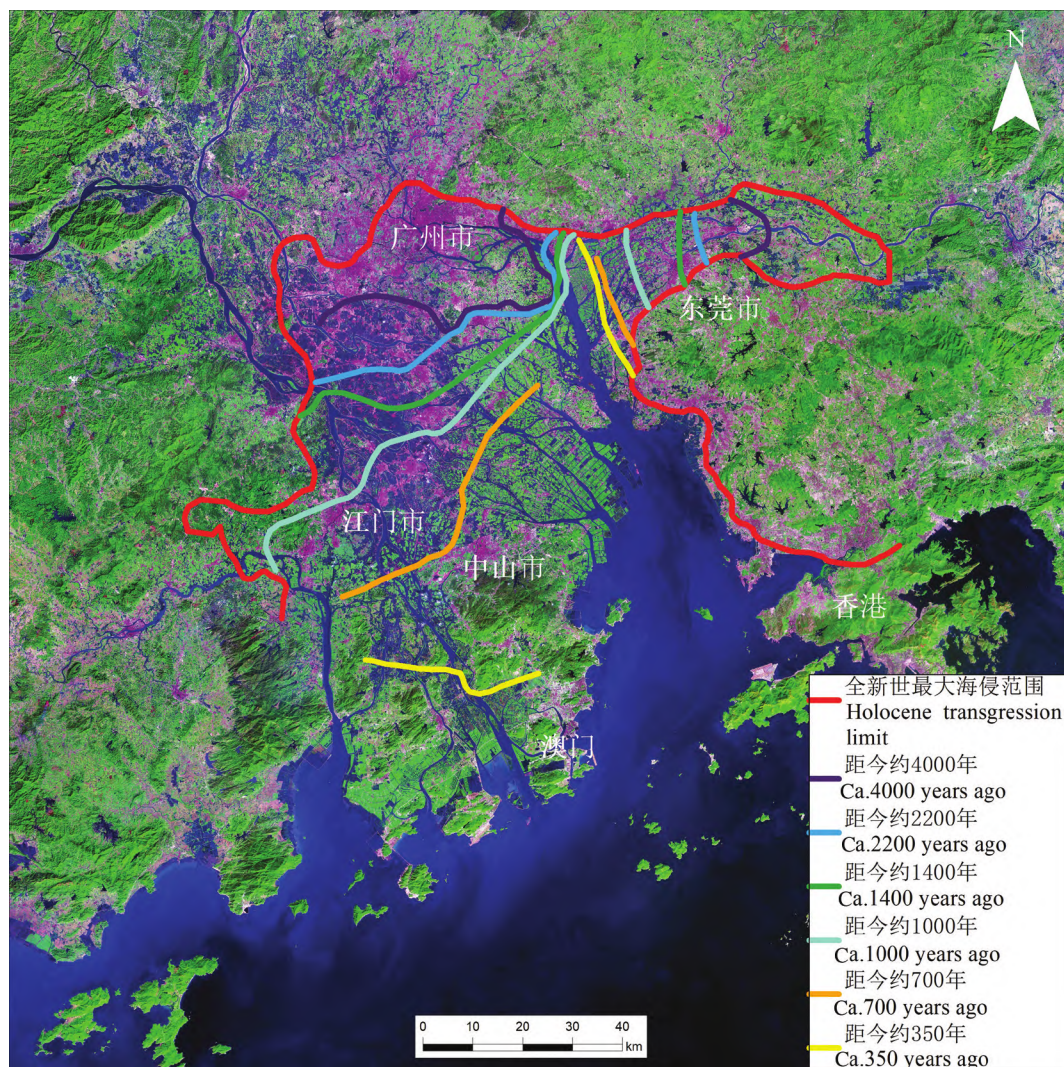 N
广州市
东莞市
江门市
中山市
香港
澳门
全新世最大海侵范围
Holocene transgression
limit
距今约4000年
Ca.4000 years ago
距今约2200年
Ca.2200 years ago
距今约1400年
Ca.1400 years ago
距今约1000年
Ca.1000 years ago
距今约700年
Ca.700 years ago
距今约350年
Ca.350 years ago
0 10 20 30 40
km